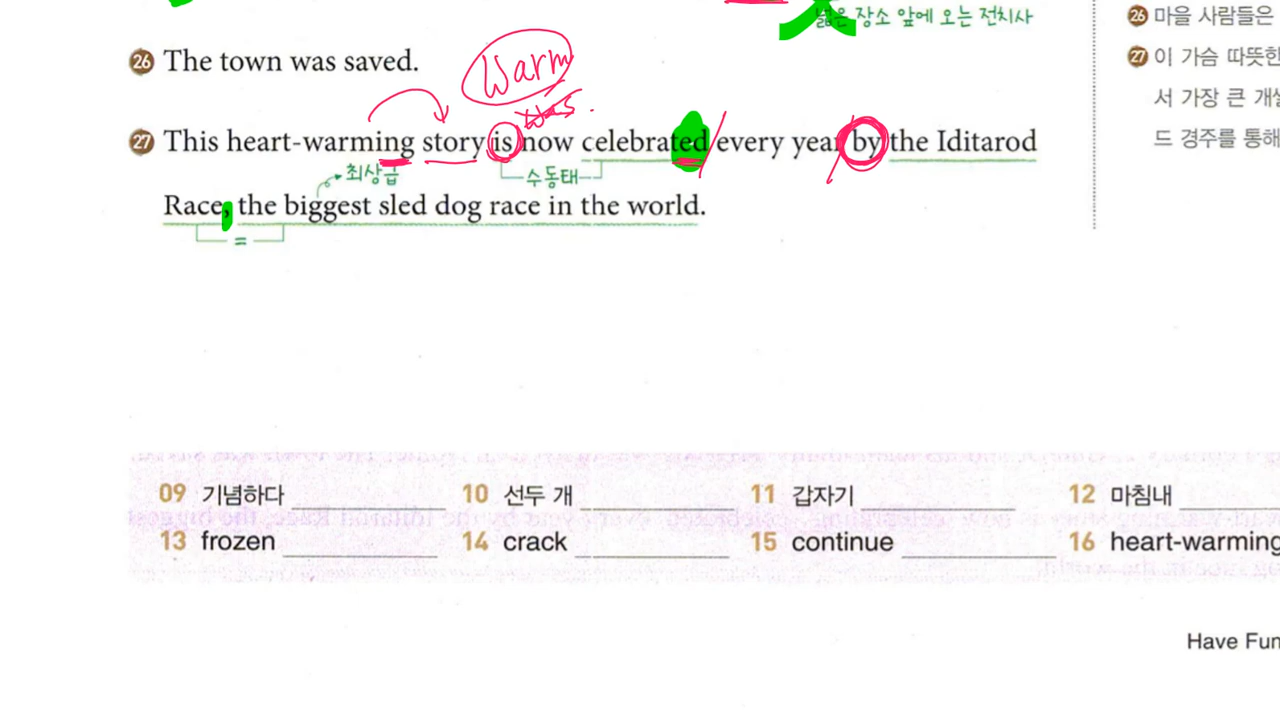 넓은 장소 앞에 오는 전치사
26 The town was saved.
Warm
was.
27 This heart-warming story is now celebrated every year by the Iditarod
최상급
수동태
Race, the biggest sled dog race in the world.
=
26 마을 사람들은
27 이 가슴 따뜻한
서 가장 큰 개썰
드 경주를 통해
09 기념하다
10 선두 개
11 갑자기
12 마침내
13 frozen
14 crack
15 continue
16 heart-warming
Have Fun